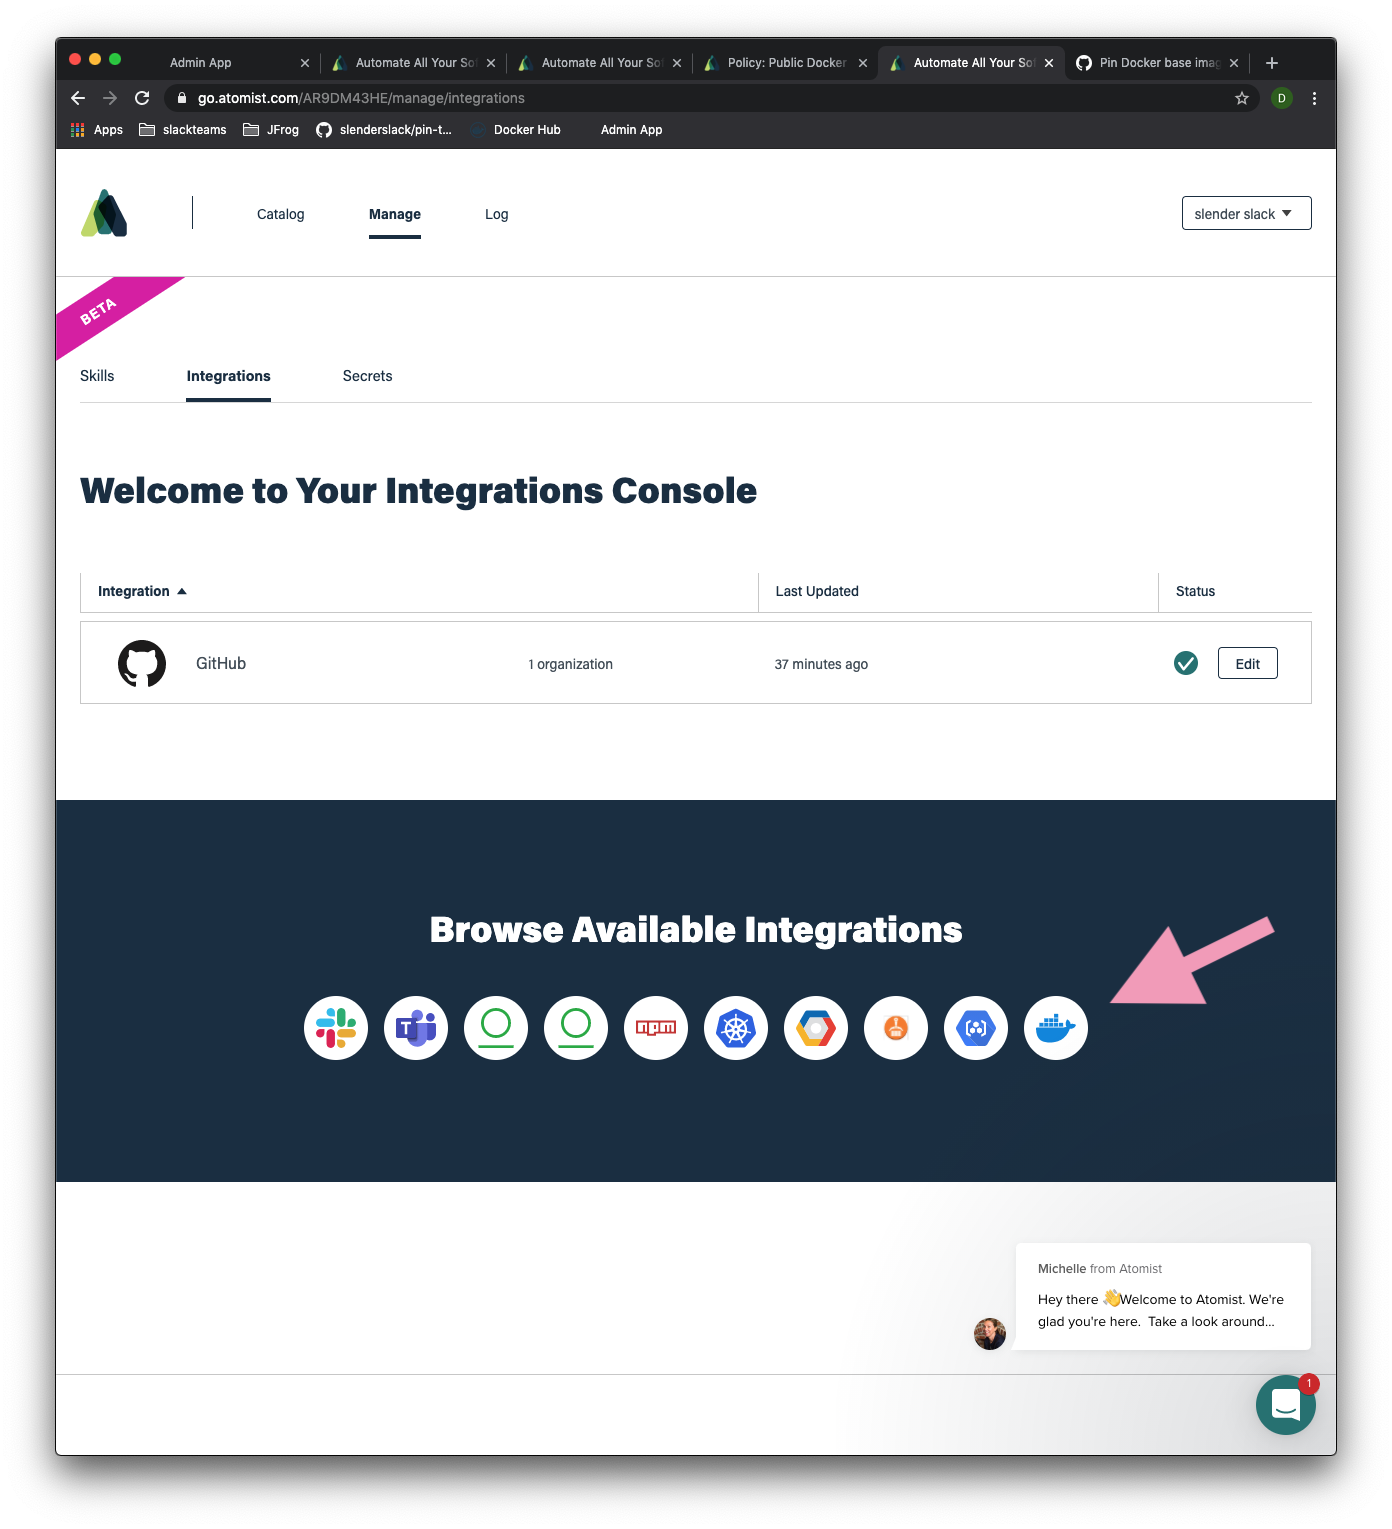 Admin App
Automate All Your Sof
Automate All Your Sof
Policy: Public Docker
Automate All Your Sof
Pin Docker base imag
go.atomist.com/AR9DM43HE/manage/integrations
D
Apps
slackteams
JFrog
slenderslack/pin-t...
Docker Hub
Admin App
Catalog
Manage
Log
slender slack
BETA
Skills
Integrations
Secrets
Welcome to Your Integrations Console
Integration
Last Updated
Status
GitHub
1 organization
37 minutes ago
Edit
Browse Available Integrations
T
npm
Michelle from Atomist
Hey there 👋Welcome to Atomist. We're
glad you're here. Take a look around...
1